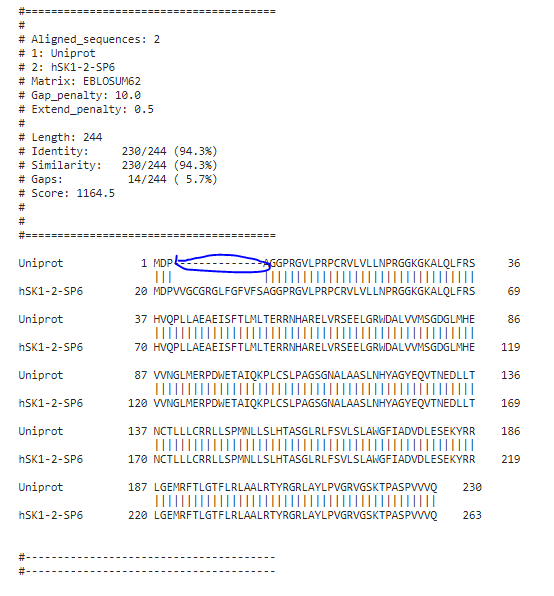 #=======================================
#
# Aligned_sequences: 2
# 1: Uniprot
# 2: hSK1-2-SP6
# Matrix: EBLOSUM62
# Gap_penalty: 10.0
# Extend_penalty: 0.5
#
# Length: 244
# Identity:     230/244 (94.3%)
# Similarity:   230/244 (94.3%)
# Gaps:          14/244 ( 5.7%)
# Score: 1164.5
#
#
#=======================================
Uniprot            1 MDP--------------AGGPRGVLPRPCRVLVLLNPRGGKGKALQLFRS     36
                     |||              |||||||||||||||||||||||||||||||||
hSK1-2-SP6        20 MDPVVGCGRGLFGFVFSAGGPRGVLPRPCRVLVLLNPRGGKGKALQLFRS     69
Uniprot           37 HVQPLLAEAEISFTLMLTERRNHARELVRSEELGRWDALVVMSGDGLMHE     86
                     ||||||||||||||||||||||||||||||||||||||||||||||||||
hSK1-2-SP6        70 HVQPLLAEAEISFTLMLTERRNHARELVRSEELGRWDALVVMSGDGLMHE    119
Uniprot           87 VVNGLMERPDWETAIQKPLCSLPAGSGNALAASLNHYAGYEQVTNEDLLT    136
                     ||||||||||||||||||||||||||||||||||||||||||||||||||
hSK1-2-SP6       120 VVNGLMERPDWETAIQKPLCSLPAGSGNALAASLNHYAGYEQVTNEDLLT    169
Uniprot          137 NCTLLLCRRLLSPMNLLSLHTASGLRLFSVLSLAWGFIADVDLESEKYRR    186
                     ||||||||||||||||||||||||||||||||||||||||||||||||||
hSK1-2-SP6       170 NCTLLLCRRLLSPMNLLSLHTASGLRLFSVLSLAWGFIADVDLESEKYRR    219
Uniprot          187 LGEMRFTLGTFLRLAALRTYRGRLAYLPVGRVGSKTPASPVVVQ    230
                     ||||||||||||||||||||||||||||||||||||||||||||
hSK1-2-SP6       220 LGEMRFTLGTFLRLAALRTYRGRLAYLPVGRVGSKTPASPVVVQ    263
#---------------------------------------
#---------------------------------------